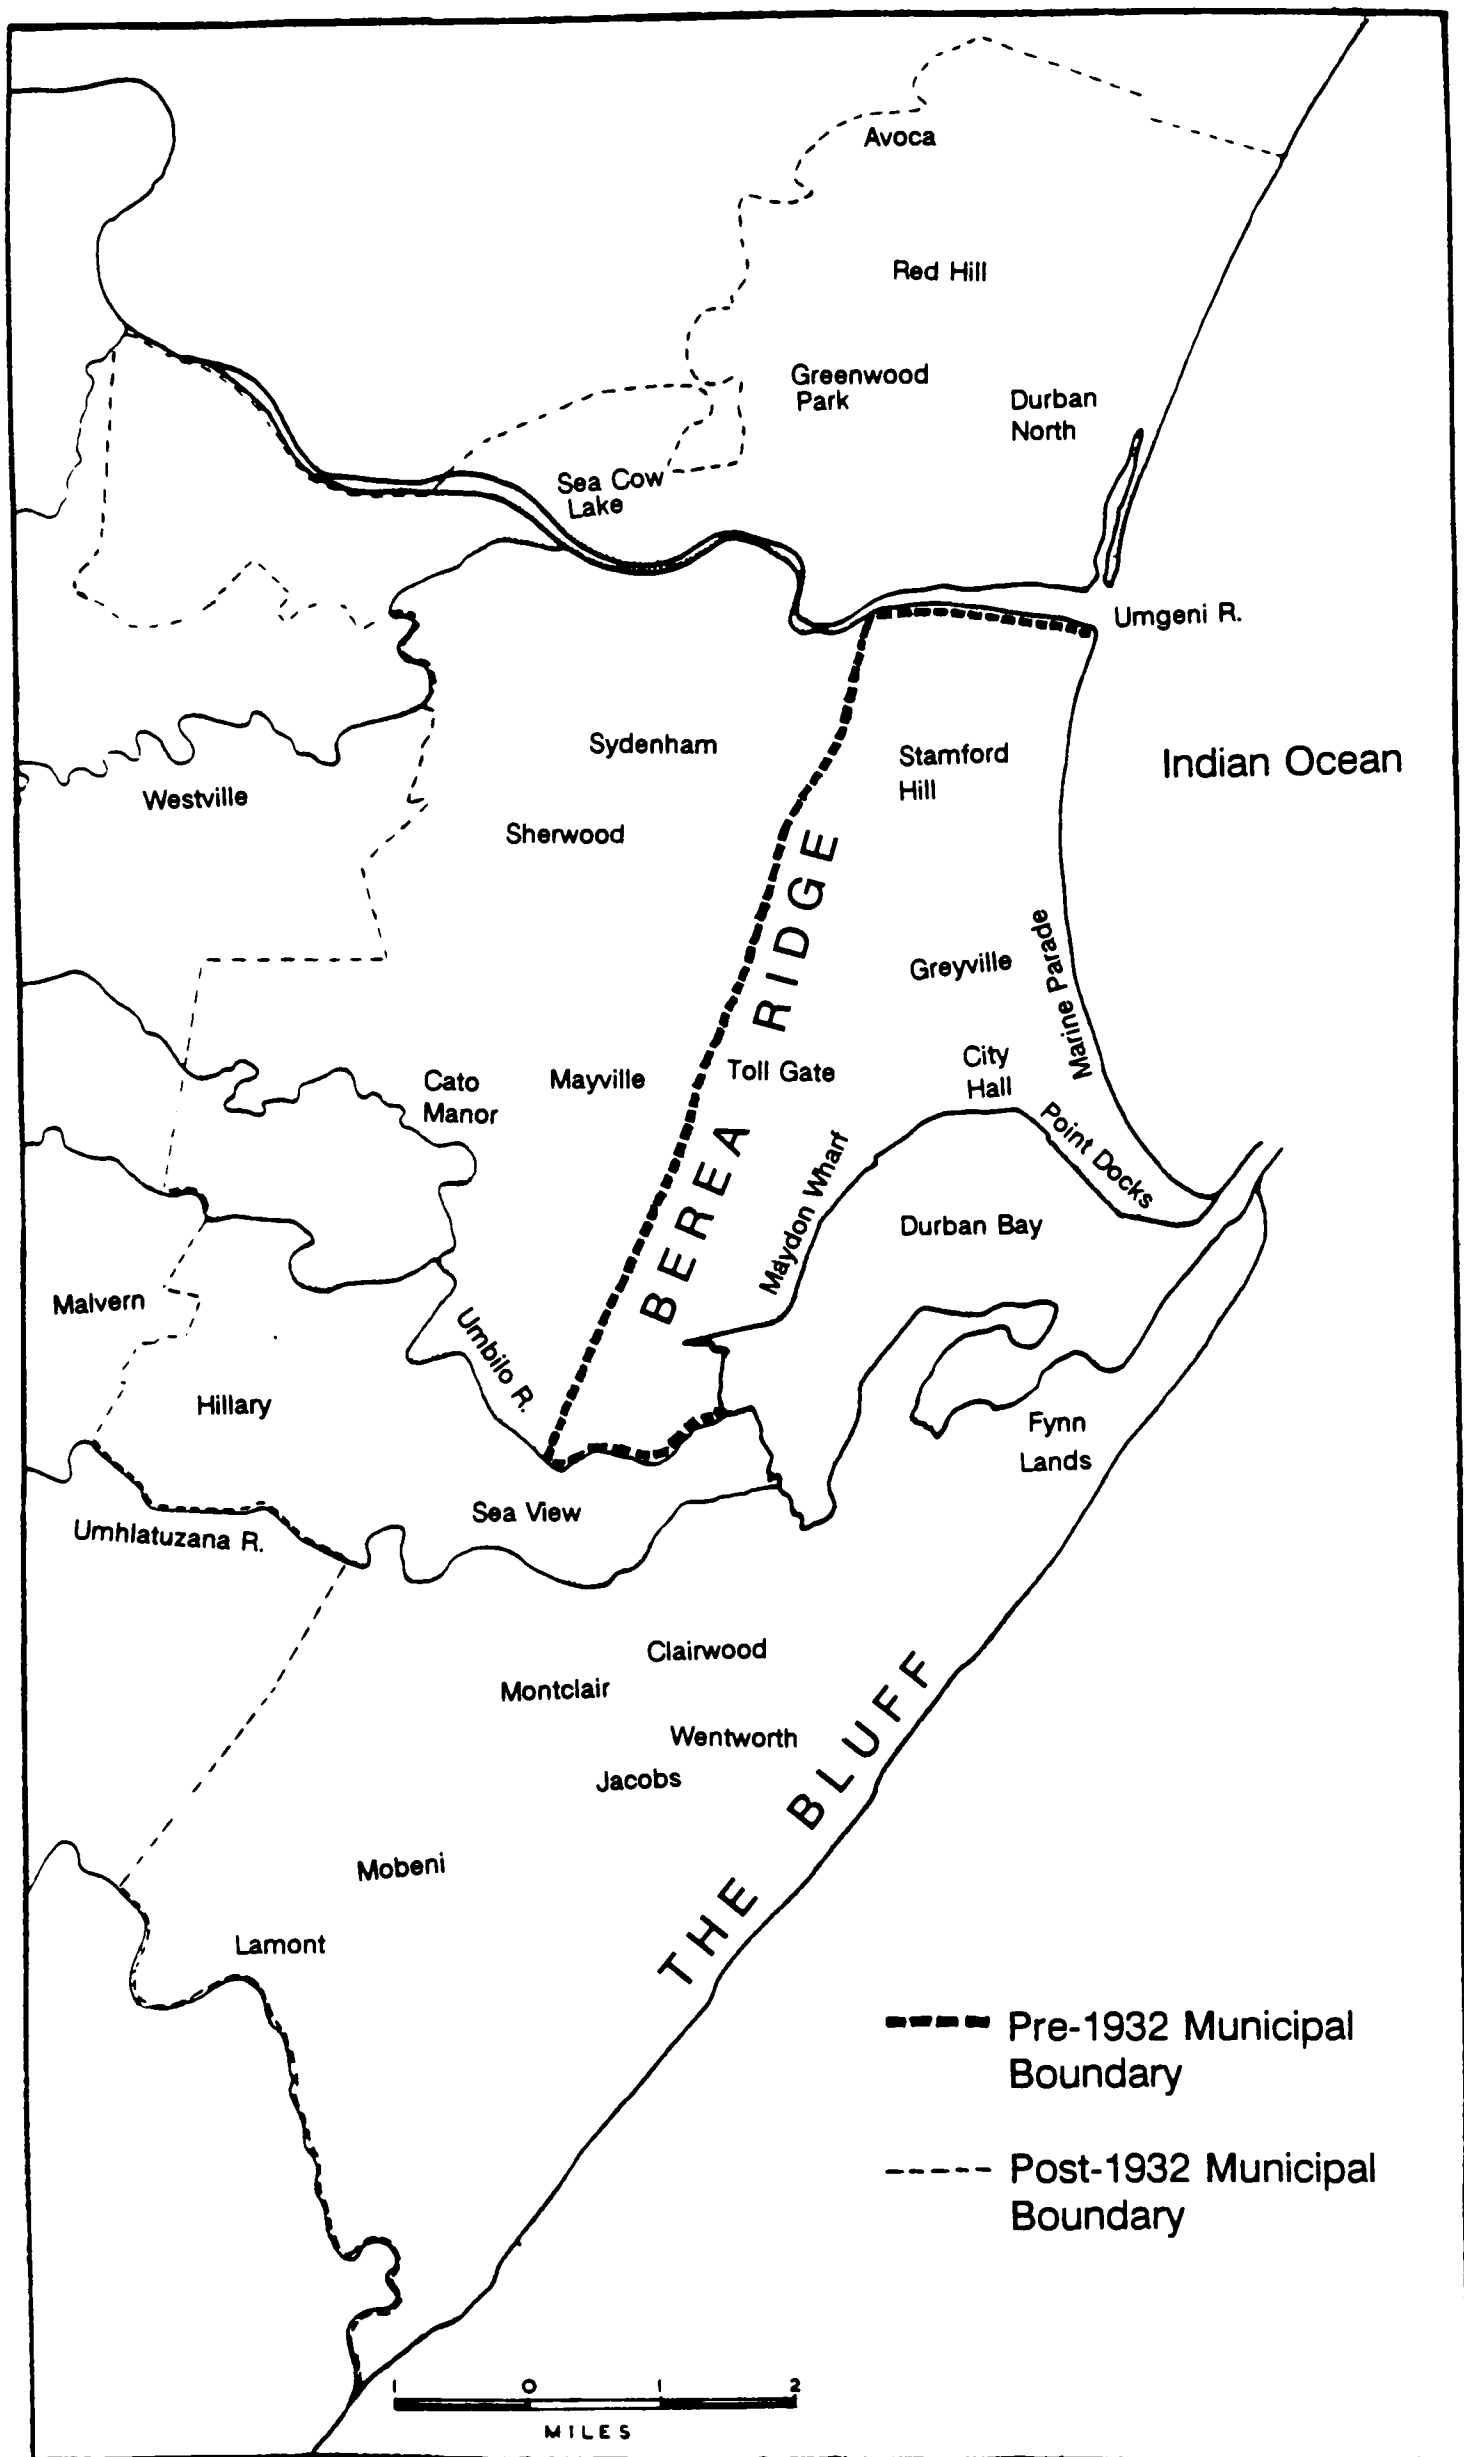 Avoca
Red Hill
Greenwood
Park
Durban
North
Sea Cow
Lake
Umgeni R.
Sydenham
Stamford
Hill
Indian Ocean
Westville
Sherwood
BEREA RIDGE
Greyville
Marine Parade
City
Hall
Toll Gate
Cato
Manor
Mayville
Point Docks
Maydon Wharf
Durban Bay
Malvern
Umbilo R.
Hillary
Fynn
Lands
Sea View
Umhlatuzana R.
Clairwood
Montclair
Wentworth
Jacobs
THE BLUFF
Mobeni
Lamont
Pre-1932 Municipal
Boundary
Post-1932 Municipal
Boundary
1 0 1 2
MILES